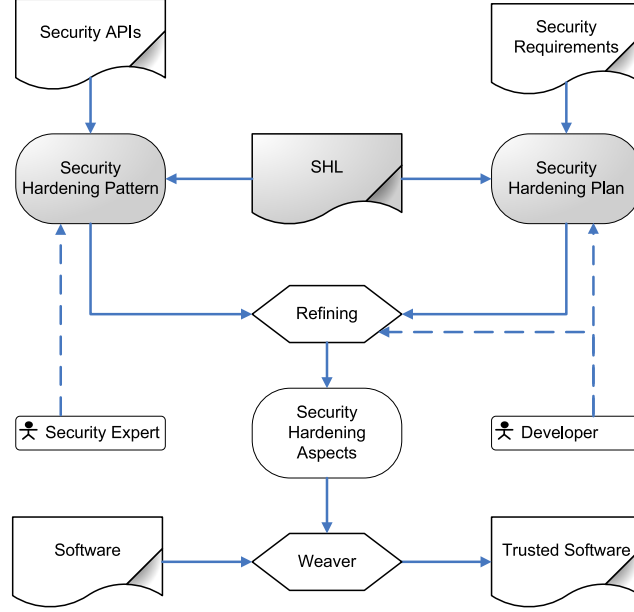 Security APIs
Security
Requirements
Security
Hardening Pattern
SHL
Security
Hardening Plan
Refining
Security
Hardening
Aspects
Security Expert
Developer
Software
Weaver
Trusted Software